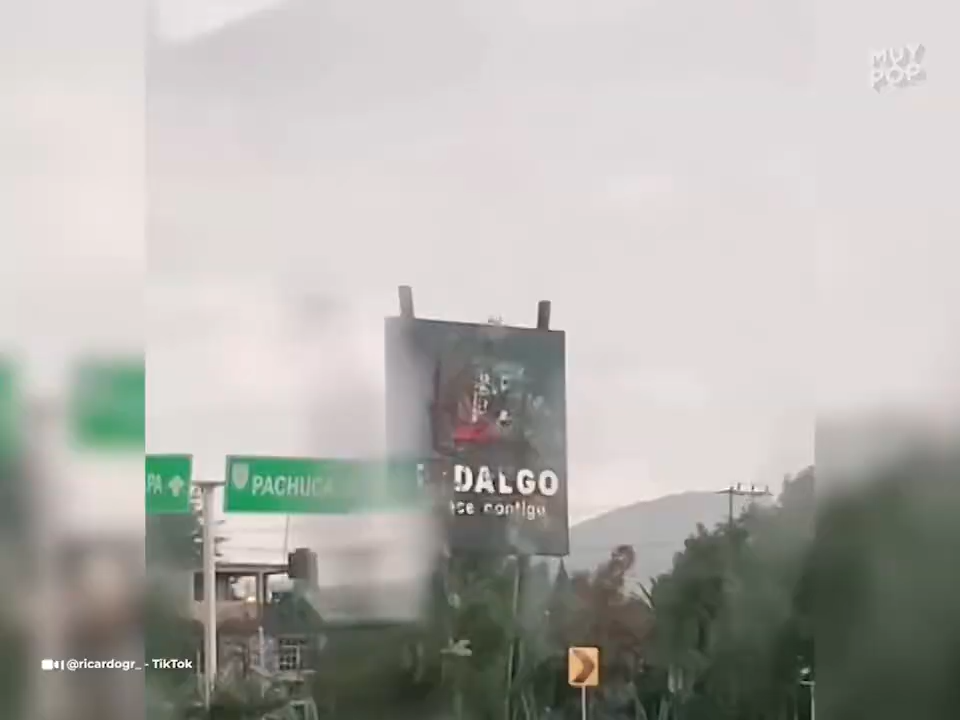 MUY
POP
PA
PACHUCA
DALGO
contigo
@ricardogr_ - TikTok